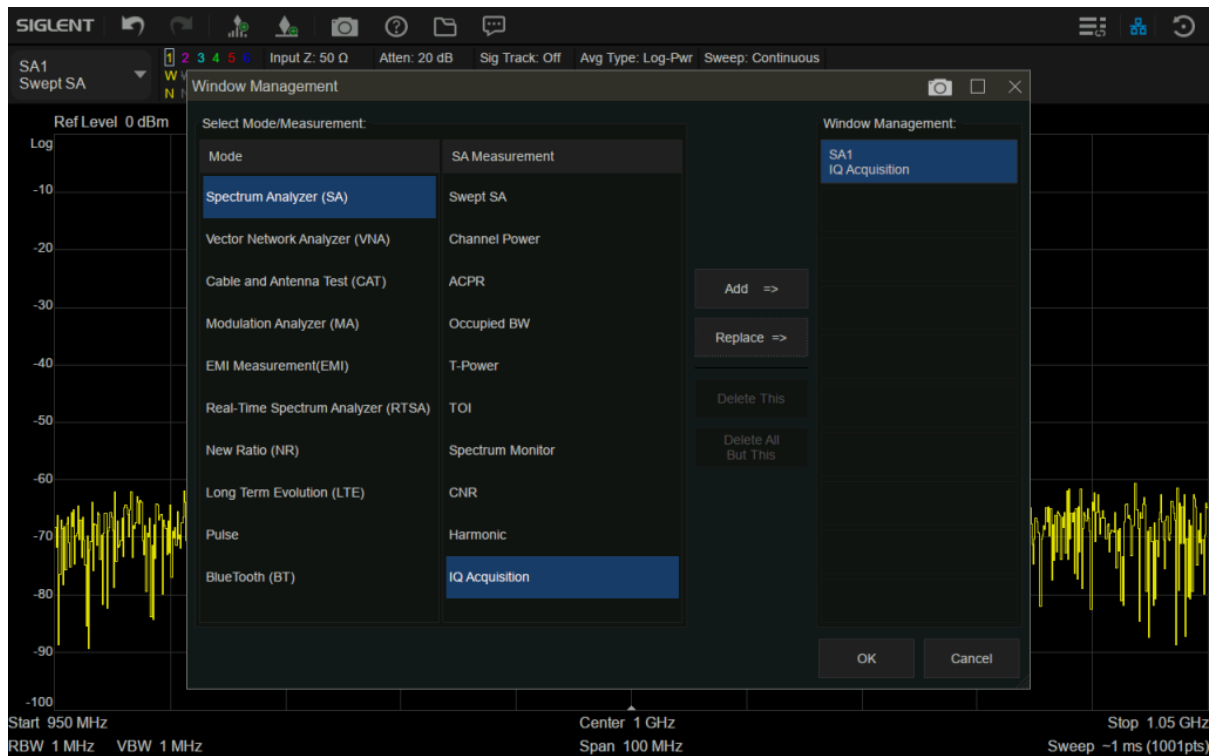 SIGLENT
SA1
Swept SA
1 2 3 4 5 6 Input Z: 50 Ω Atten: 20 dB Sig Track: Off Avg Type: Log-Pwr Sweep: Continuous
W
N
Window Management
Ref Level 0 dBm
Select Mode/Measurement:
Window Management:
Log
Mode SA Measurement
SA1
IQ Acquisition
-10
Spectrum Analyzer (SA) Swept SA
Vector Network Analyzer (VNA) Channel Power
-20
Cable and Antenna Test (CAT) ACPR
Add =>
-30
Modulation Analyzer (MA) Occupied BW
Replace =>
-40
EMI Measurement(EMI) T-Power
Delete This
Real-Time Spectrum Analyzer (RTSA) TOI
-50
Delete All
But This
New Ratio (NR) Spectrum Monitor
-60
Long Term Evolution (LTE) CNR
-70
Pulse Harmonic
BlueTooth (BT) IQ Acquisition
-80
-90
OK Cancel
-100
Start 950 MHz Center 1 GHz Stop 1.05 GHz
RBW 1 MHz VBW 1 MHz Span 100 MHz Sweep ~1 ms (1001pts)